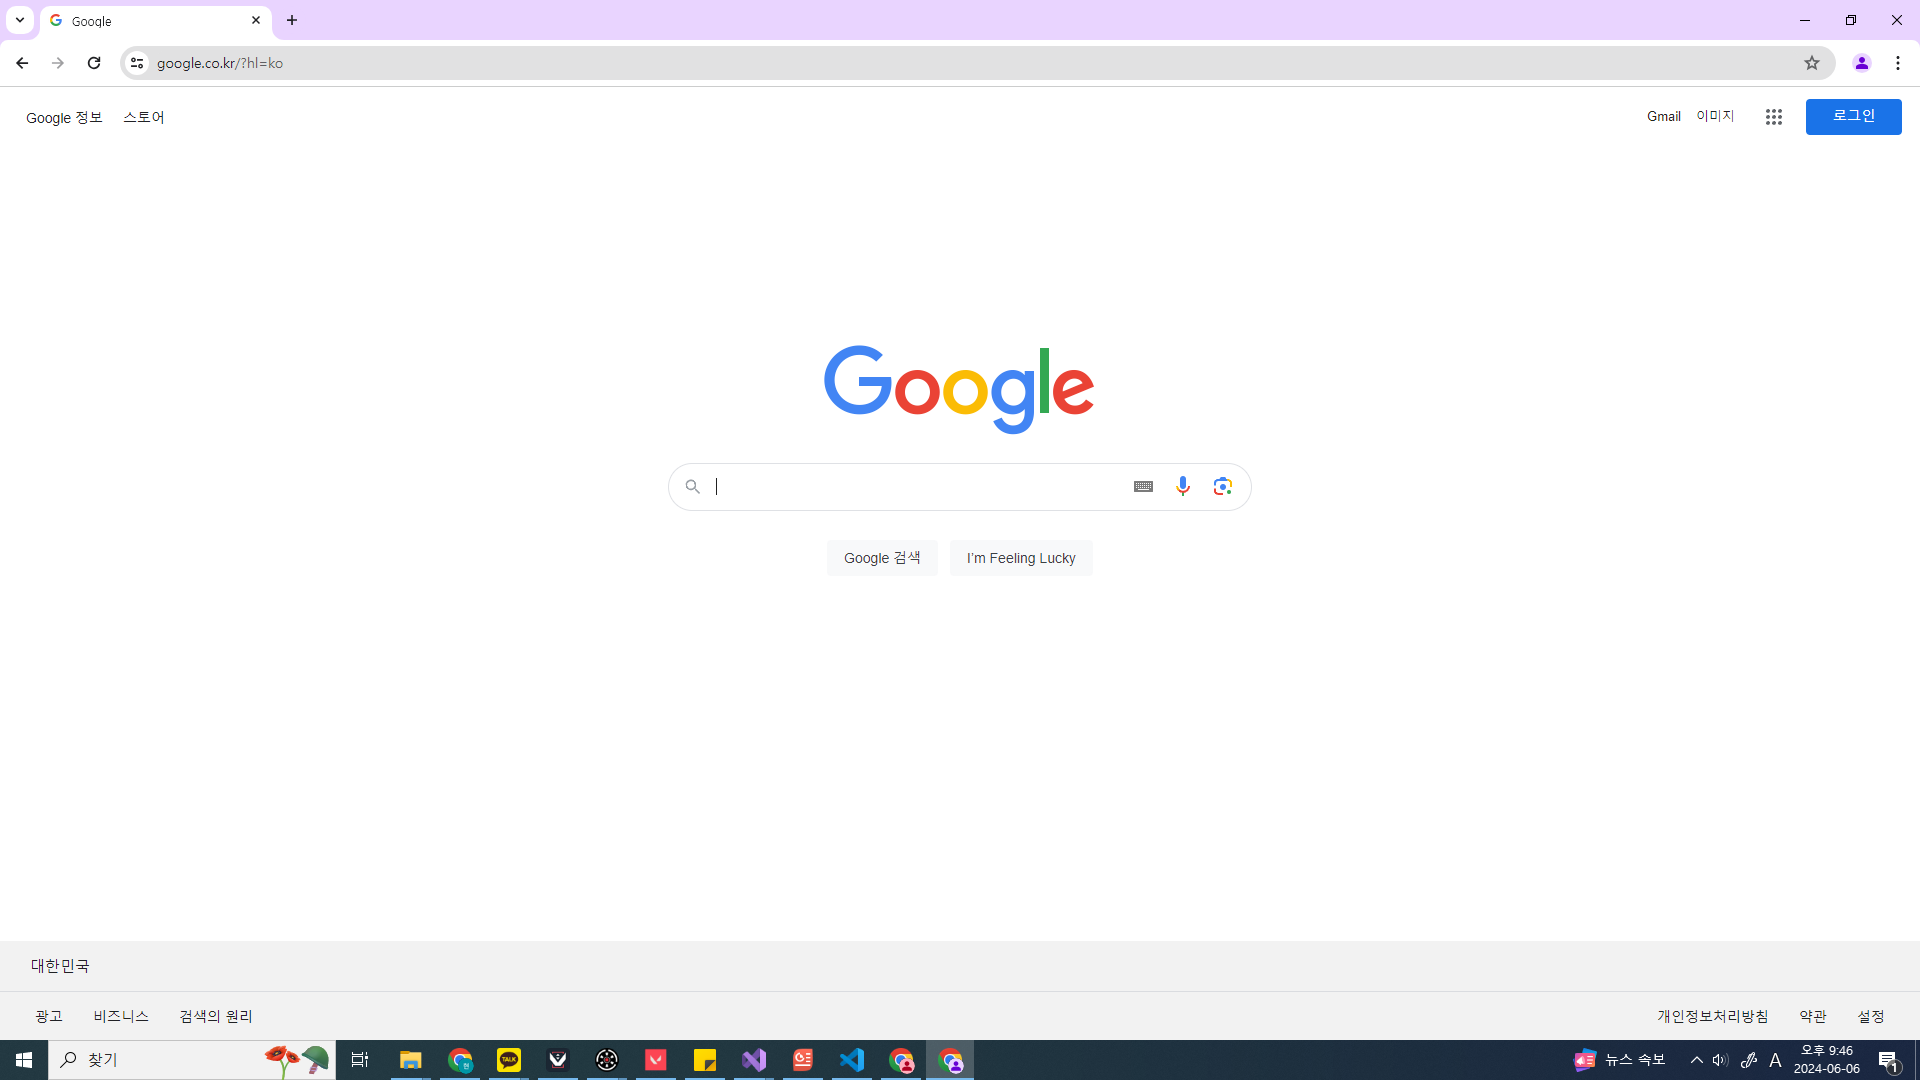 Google
google.co.kr/?hl=ko
Google 정보 스토어
Gmail 이미지 로그인
Google
Google 검색 I'm Feeling Lucky
대한민국
광고 비즈니스 검색의 원리
개인정보처리방침 약관 설정
찾기
TALK
뉴스 속보
A
오후 9:46
2024-06-06
1